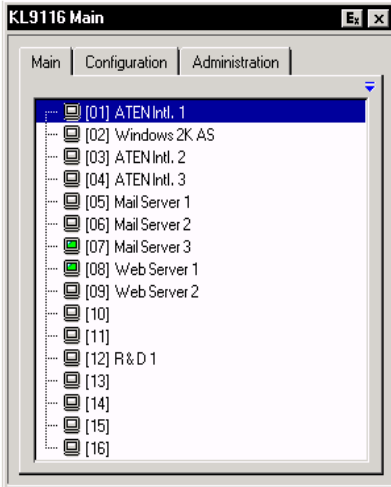 KL9116 Main
Ex X
Main Configuration Administration
[01] ATEN Intl. 1
[02] Windows 2K AS
[03] ATEN Intl. 2
[04] ATEN Intl. 3
[05] Mail Server 1
[06] Mail Server 2
[07] Mail Server 3
[08] Web Server 1
[09] Web Server 2
[10]
[11]
[12] R & D 1
[13]
[14]
[15]
[16]